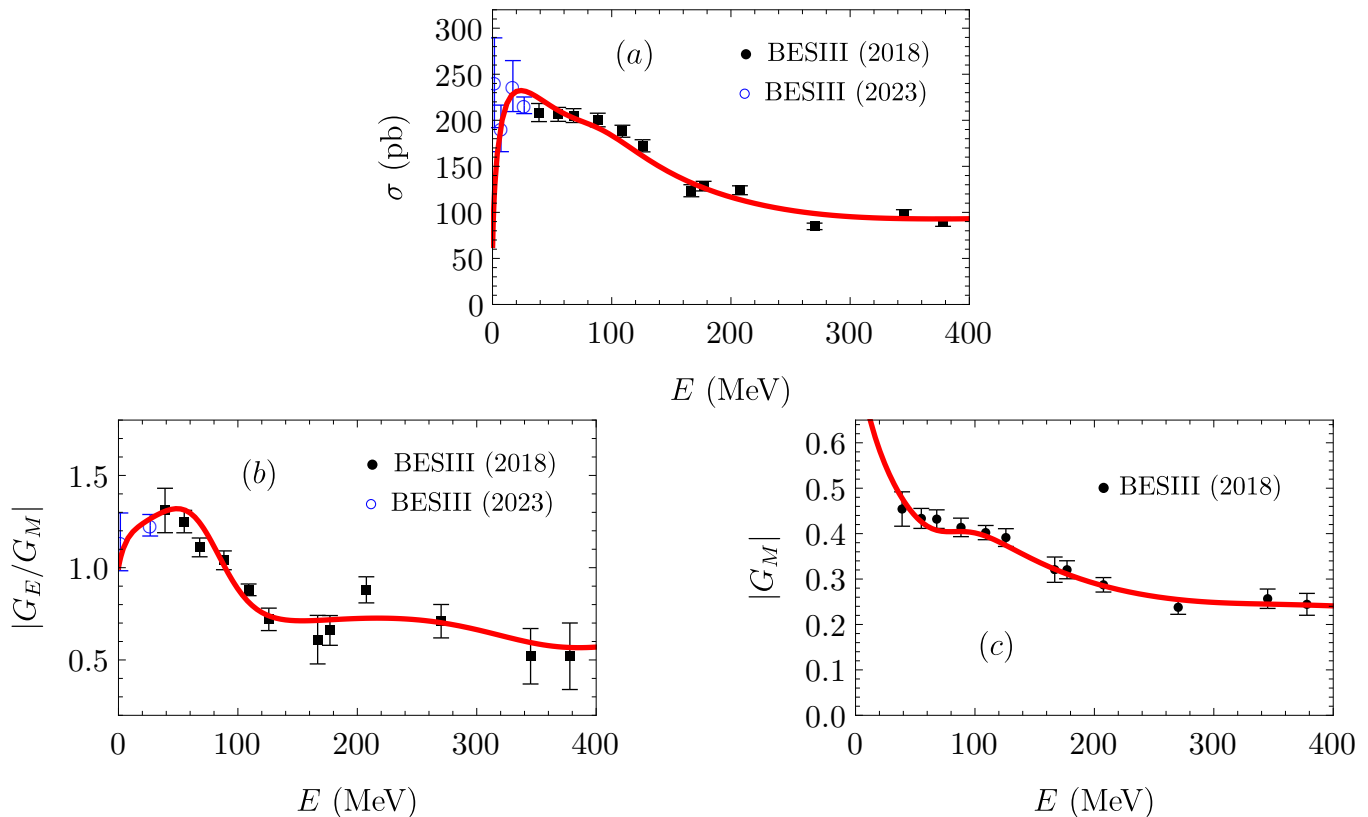 300
250
200
150
100
50
0
σ (pb)
(a)
BESIII (2018)
BESIII (2023)
0 100 200 300 400
E (MeV)
1.5
1.0
0.5
|G_E/G_M|
(b)
BESIII (2018)
BESIII (2023)
0 100 200 300 400
E (MeV)
0.6
0.5
0.4
0.3
0.2
0.1
0.0
|G_M|
BESIII (2018)
(c)
0 100 200 300 400
E (MeV)